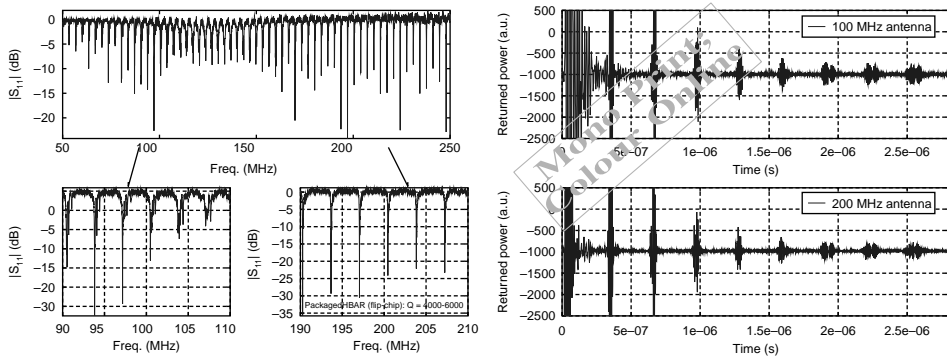 0
−5
−10
−15
−20
|S11| (dB)
50 100 150 200 250
Freq. (MHz)
0
−5
−10
−15
−20
−25
−30
|S11| (dB)
90 95 100 105 110
Freq. (MHz)
0
−5
−10
−15
−20
−25
−30
−35
|S11| (dB)
PackagedHBAR (flip-chip): Q = 4000-6000
190 195 200 205 210
Freq. (MHz)
500
0
−500
−1000
−1500
−2000
−2500
Returned power (a.u.)
100 MHz antenna
0 5e−07 1e−06 1.5e−06 2e−06 2.5e−06
Time (s)
500
0
−500
−1000
−1500
−2000
−2500
Returned power (a.u.)
200 MHz antenna
0 5e−07 1e−06 1.5e−06 2e−06 2.5e−06
Time (s)
Mono Print;
Colour Online